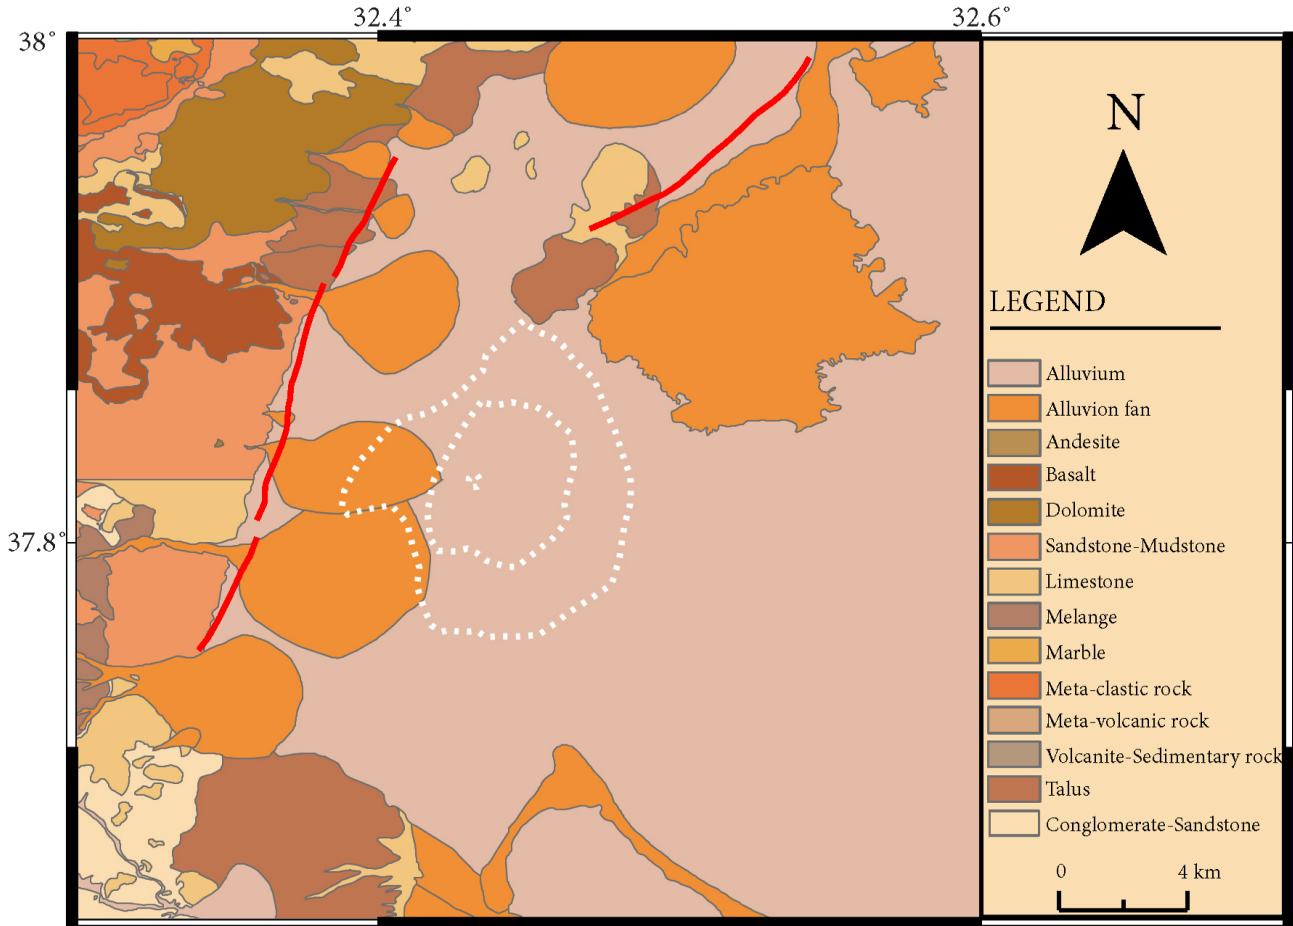 32.4°
32.6°
38°
37.8°
N
LEGEND
Alluvium
Alluvion fan
Andesite
Basalt
Dolomite
Sandstone-Mudstone
Limestone
Melange
Marble
Meta-clastic rock
Meta-volcanic rock
Volcanite-Sedimentary rock
Talus
Conglomerate-Sandstone
0 4 km